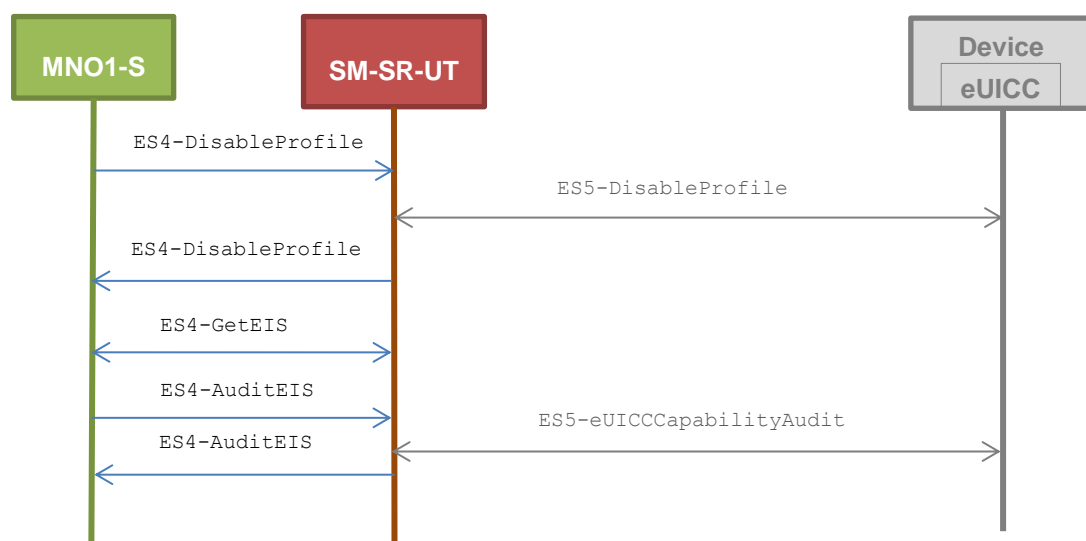 MNO1-S
SM-SR-UT
Device
eUICC
ES4-DisableProfile
ES5-DisableProfile
ES4-DisableProfile
ES4-GetEIS
ES4-AuditEIS
ES5-eUICCCapabilityAudit
ES4-AuditEIS